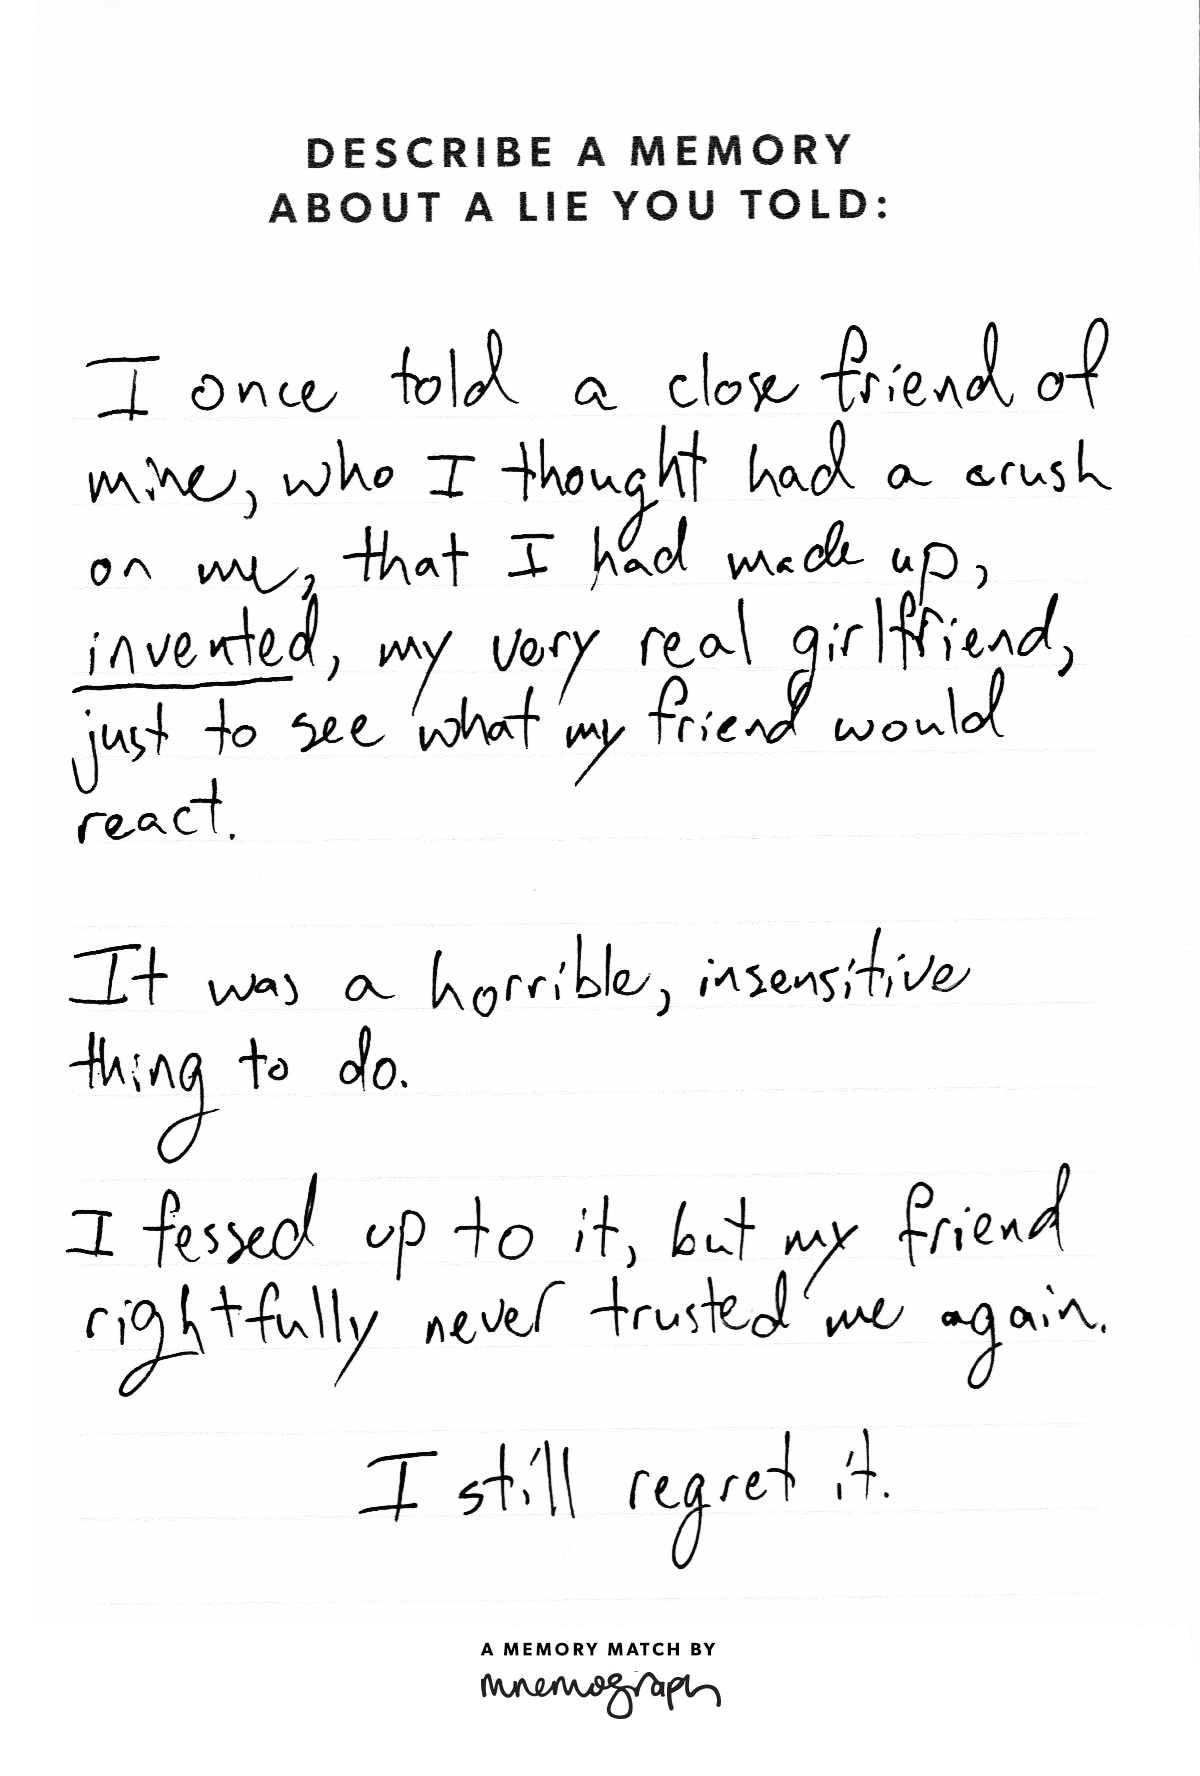 DESCRIBE A MEMORY
ABOUT A LIE YOU TOLD:
I once told a close friend of
mine, who I thought had a crush
on me, that I had made up,
invented, my very real girlfriend,
just to see what my friend would
react.
It was a horrible, insensitive
thing to do.
I fessed up to it, but my friend
rightfully never trusted me again.
I still regret it.
A MEMORY MATCH BY
mnemograph